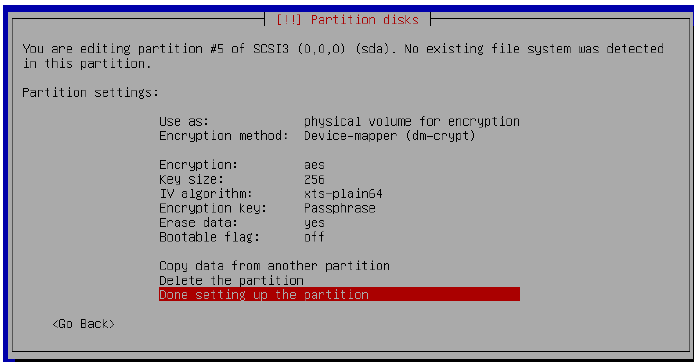 [!!] Partition disks
You are editing partition #5 of SCSI3 (0,0,0) (sda). No existing file system was detected
in this partition.
Partition settings:
Use as: physical volume for encryption
Encryption method: Device-mapper (dm-crypt)
Encryption: aes
Key size: 256
IV algorithm: xts-plain64
Encryption key: Passphrase
Erase data: yes
Bootable flag: off
Copy data from another partition
Delete the partition
Done setting up the partition
<Go Back>